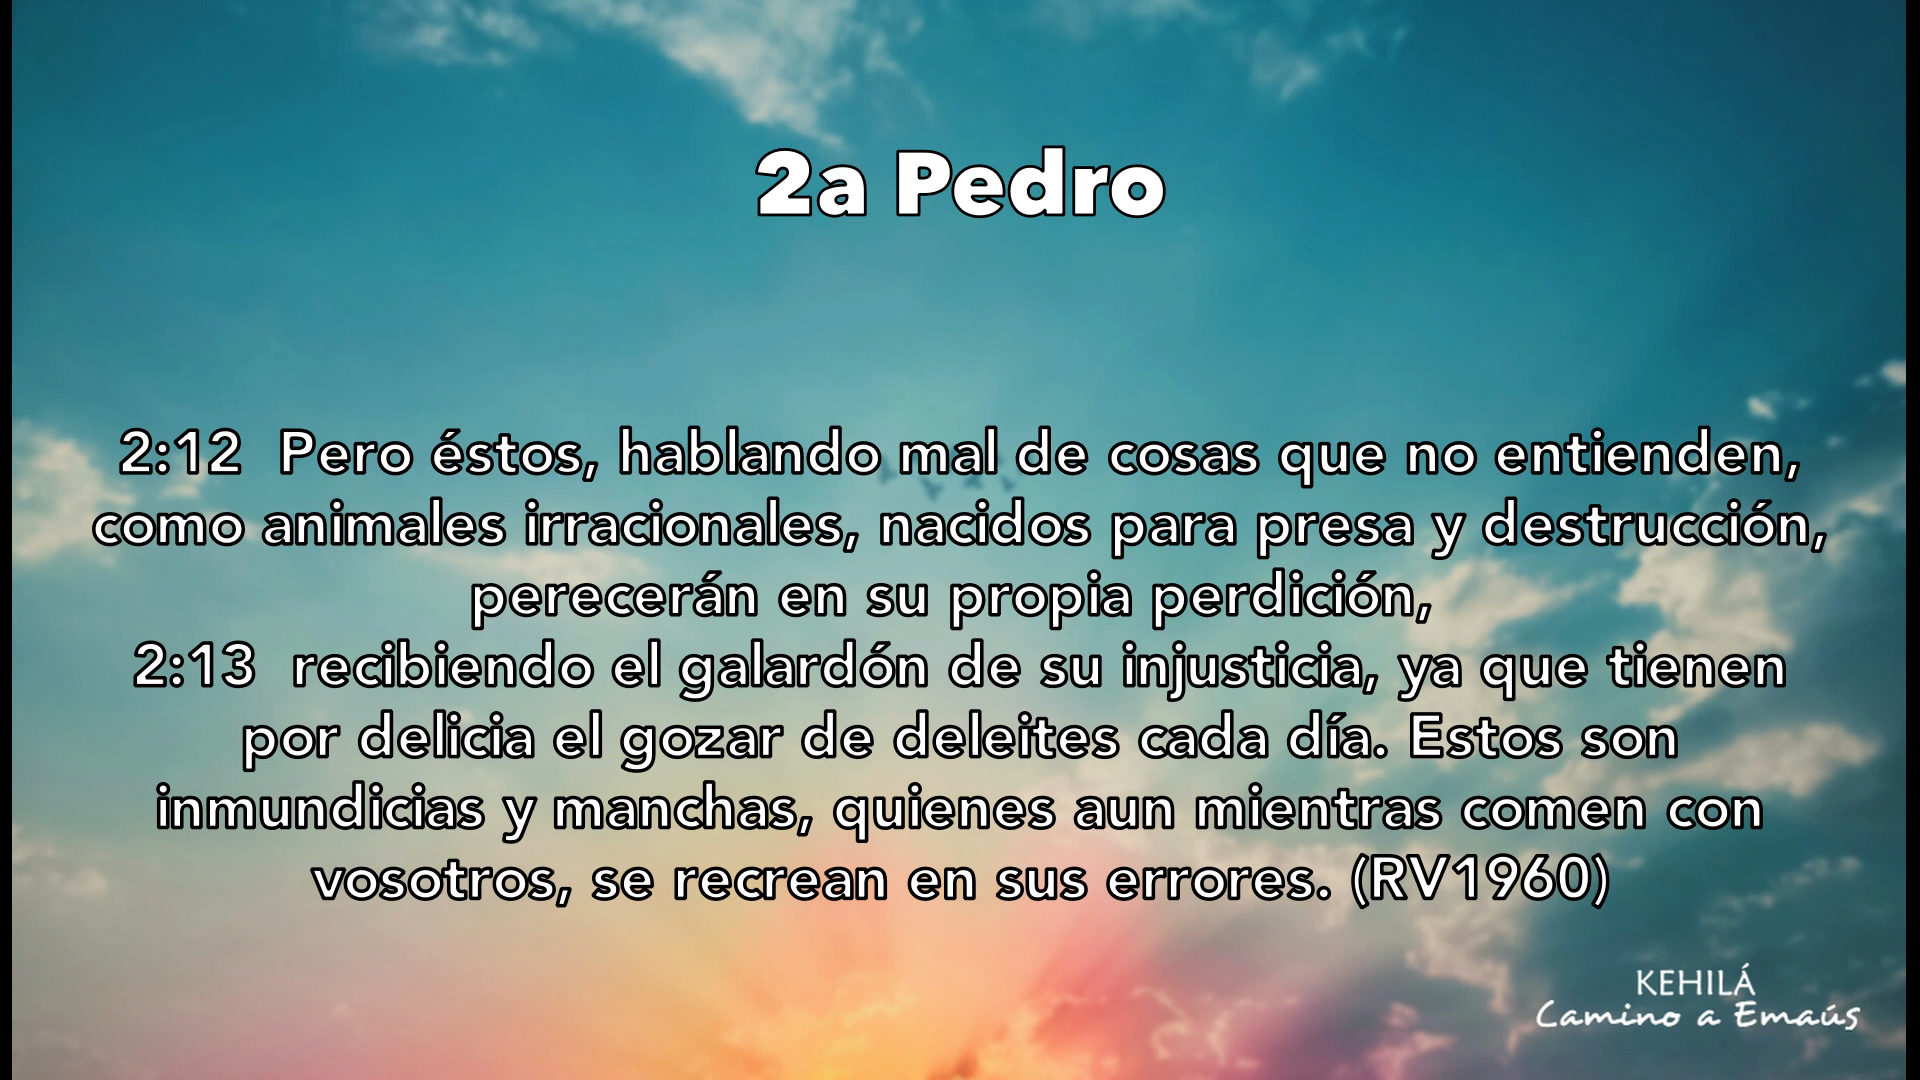 2a Pedro
2:12  Pero éstos, hablando mal de cosas que no entienden,
como animales irracionales, nacidos para presa y destrucción,
perecerán en su propia perdición,
2:13  recibiendo el galardón de su injusticia, ya que tienen
por delicia el gozar de deleites cada día. Estos son
inmundicias y manchas, quienes aun mientras comen con
vosotros, se recrean en sus errores. (RV1960)
KEHILÁ
Camino a Emaús